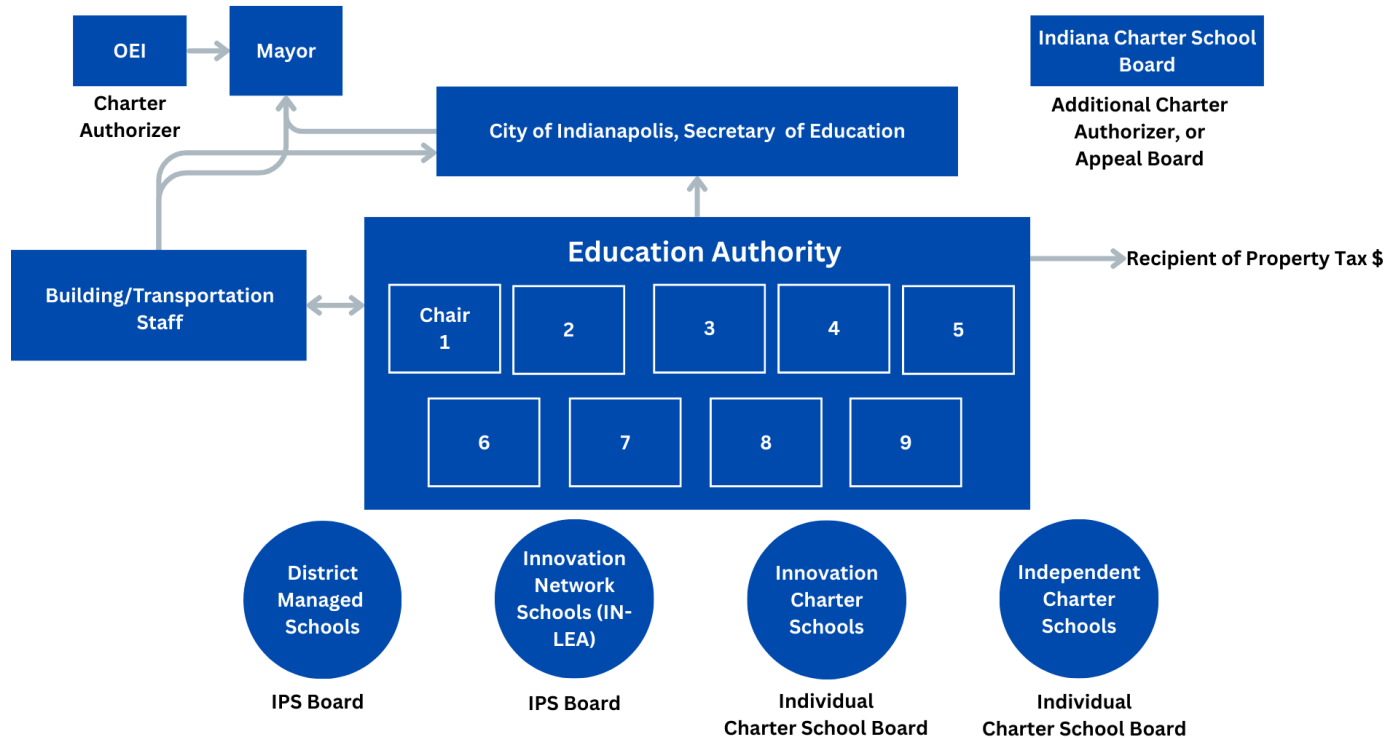 OEI
Mayor
Charter
Authorizer
Indiana Charter School
Board
Additional Charter
Authorizer, or
Appeal Board
City of Indianapolis, Secretary of Education
Building/Transportation
Staff
Education Authority
Recipient of Property Tax $
Chair
1
2
3
4
5
6
7
8
9
District
Managed
Schools
IPS Board
Innovation
Network
Schools (IN-
LEA)
IPS Board
Innovation
Charter
Schools
Individual
Charter School Board
Independent
Charter
Schools
Individual
Charter School Board